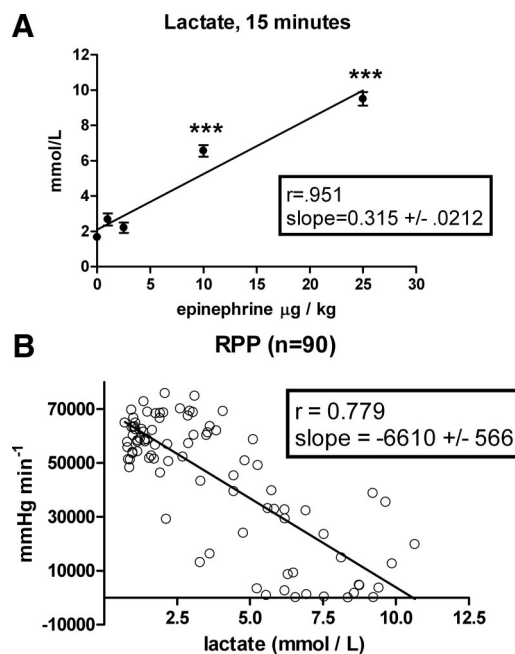 A
Lactate, 15 minutes
mmol/L
12
10
8
6
4
2
0
***
***
r=.951
slope=0.315 +/- .0212
0 5 10 15 20 25 30
epinephrine μg / kg
B
RPP (n=90)
mmHg min⁻¹
70000
50000
30000
10000
-10000
r = 0.779
slope = -6610 +/- 566
2.5 5.0 7.5 10.0 12.5
lactate (mmol / L)